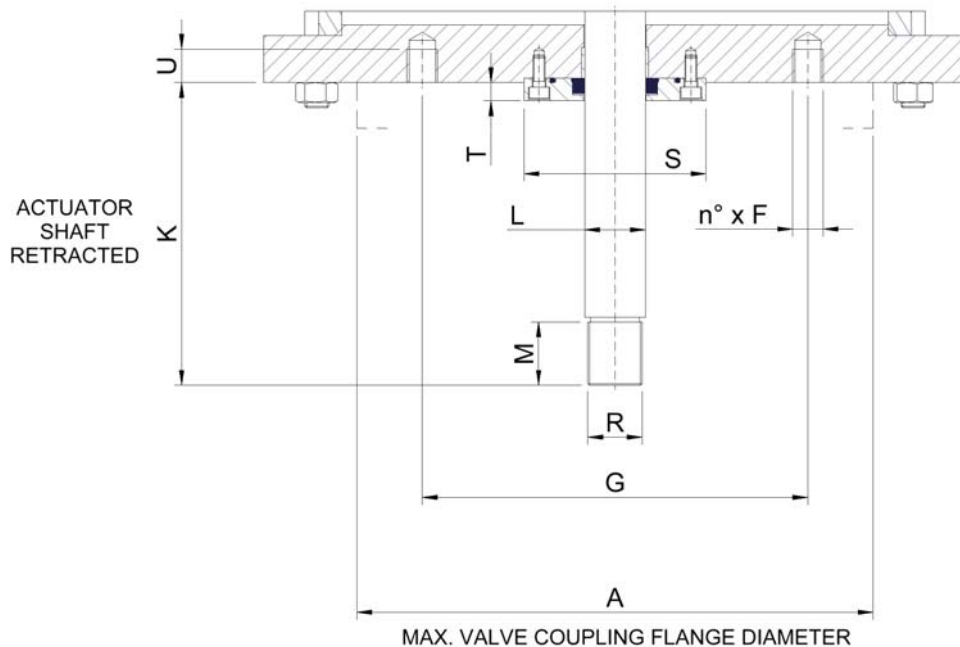 U
T
S
ACTUATOR
SHAFT
RETRACTED
K
L
n° x F
M
R
G
A
MAX. VALVE COUPLING FLANGE DIAMETER